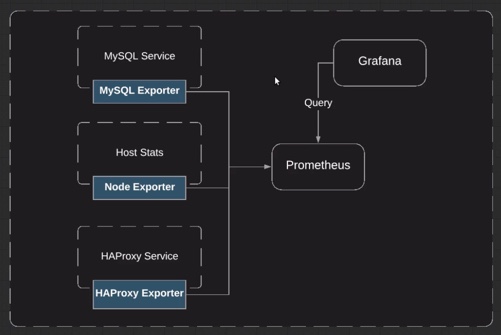 MySQL Service
MySQL Exporter
Host Stats
Node Exporter
HAProxy Service
HAProxy Exporter
Grafana
Query
Prometheus